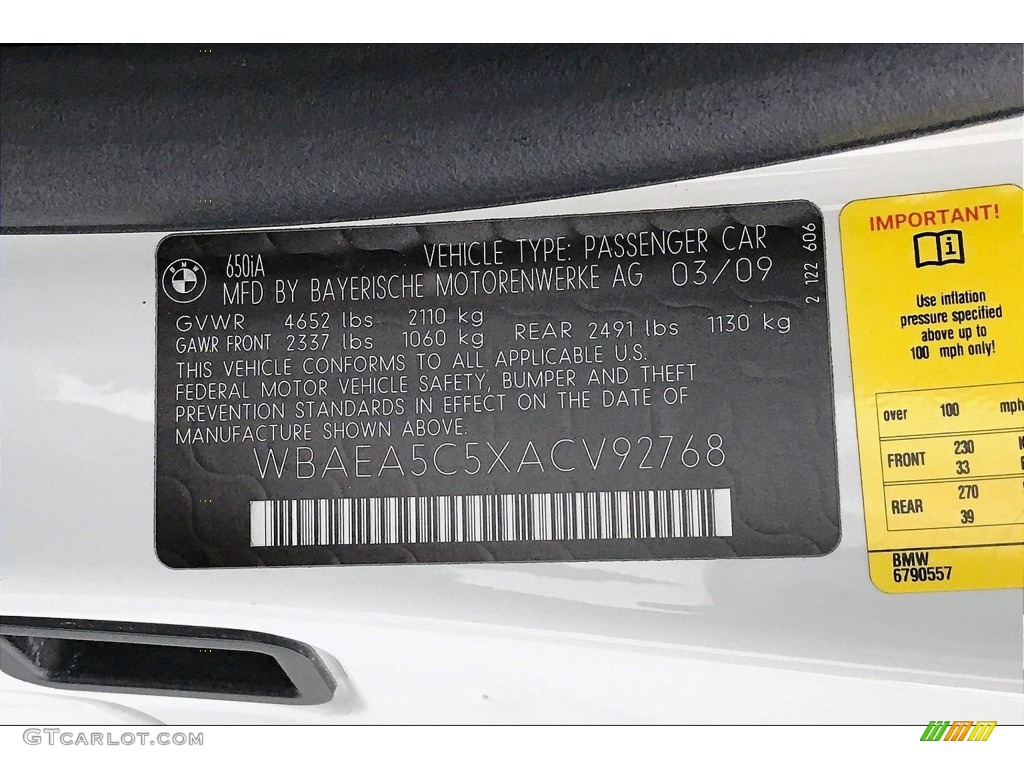 BMW
650iA
VEHICLE TYPE: PASSENGER CAR
MFD BY BAYERISCHE MOTORENWERKE AG 03/09
2 122 606
GVWR 4652 lbs 2110 kg
GAWR FRONT 2337 lbs 1060 kg REAR 2491 lbs 1130 kg
THIS VEHICLE CONFORMS TO ALL APPLICABLE U.S.
FEDERAL MOTOR VEHICLE SAFETY, BUMPER AND THEFT
PREVENTION STANDARDS IN EFFECT ON THE DATE OF
MANUFACTURE SHOWN ABOVE.
WBAEA5C5XACV92768
IMPORTANT!
i
Use inflation
pressure specified
above up to
100 mph only!
over 100 mph
FRONT 230
33
REAR 270
39
BMW
6790557
GTCARLOT.COM